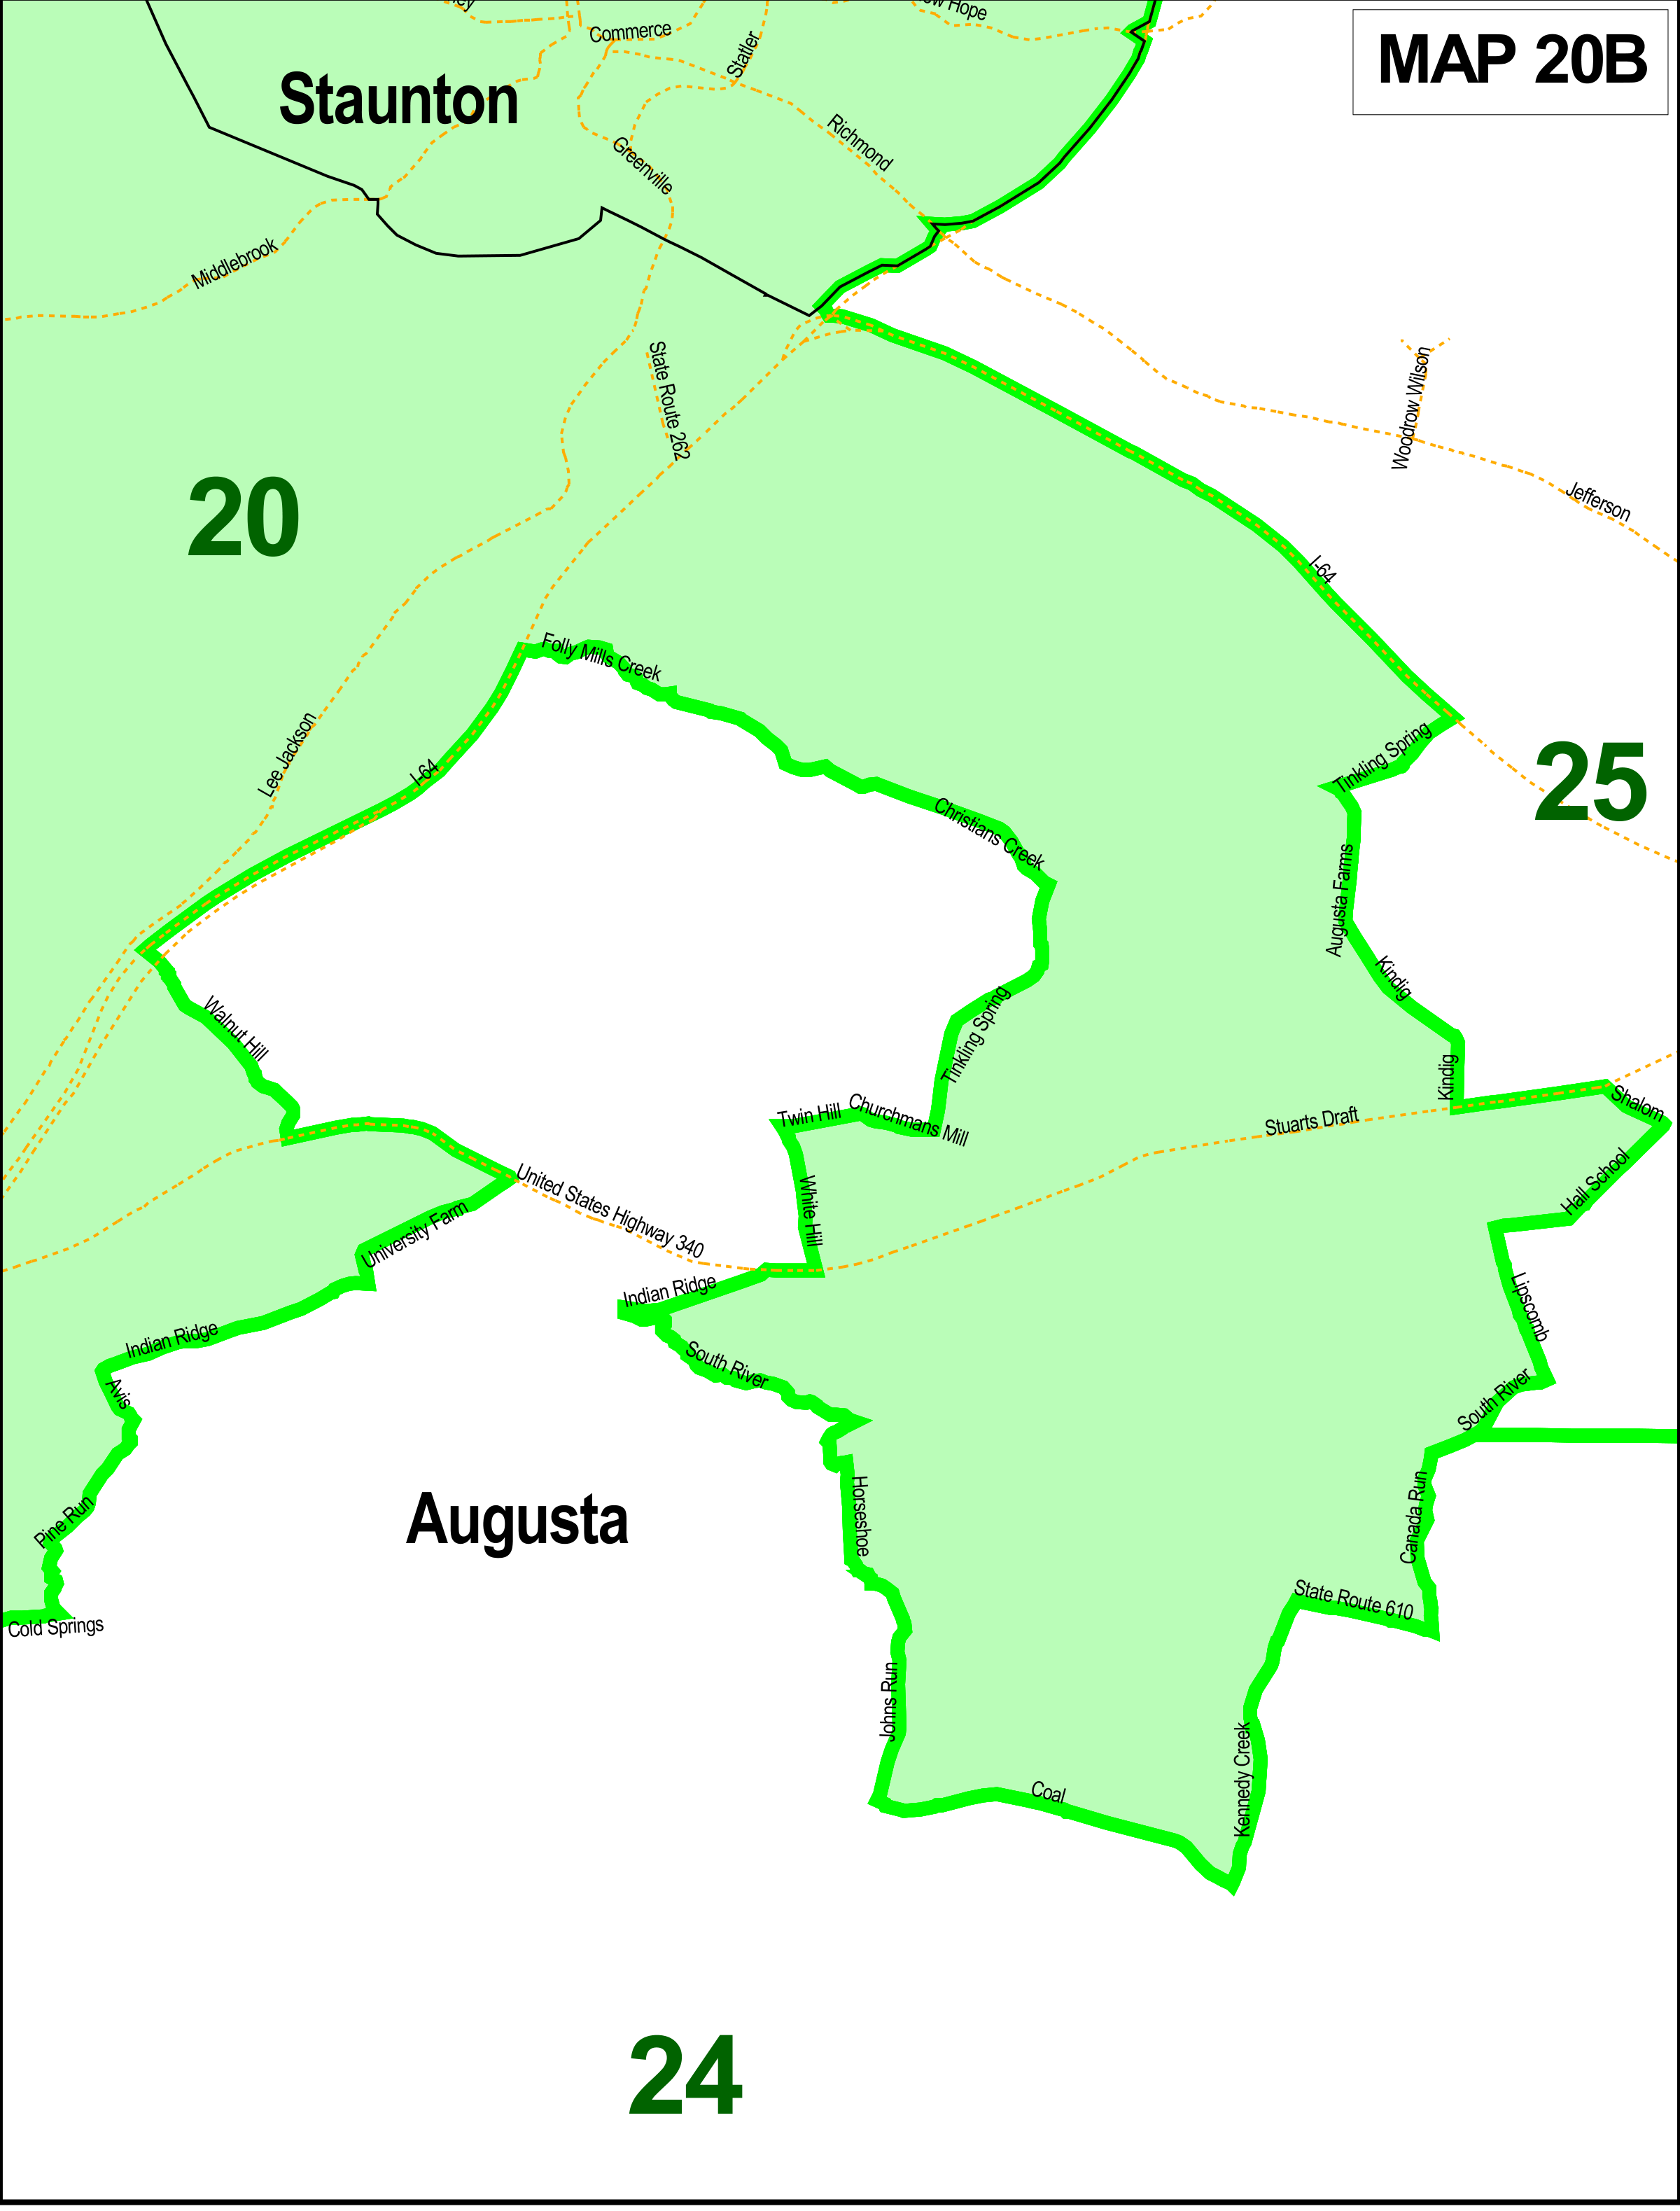 MAP 20B
Commerce
Statler
Staunton
Richmond
Greenville
Middlebrook
State Route 262
Woodrow Wilson
Jefferson
20
I-64
Folly Mills Creek
Lee Jackson
I-64
Tinkling Spring
25
Christians Creek
Augusta Farms
Kindig
Walnut Hill
Tinkling Spring
Kindig
Twin Hill
Churchmans Mill
Stuarts Draft
Shalom
Hall School
White Hill
United States Highway 340
University Farm
Indian Ridge
Indian Ridge
Lipscomb
South River
Avis
South River
Augusta
Horseshoe
Canada Run
Pine Run
Cold Springs
State Route 610
Johns Run
Kennedy Creek
Coal
24